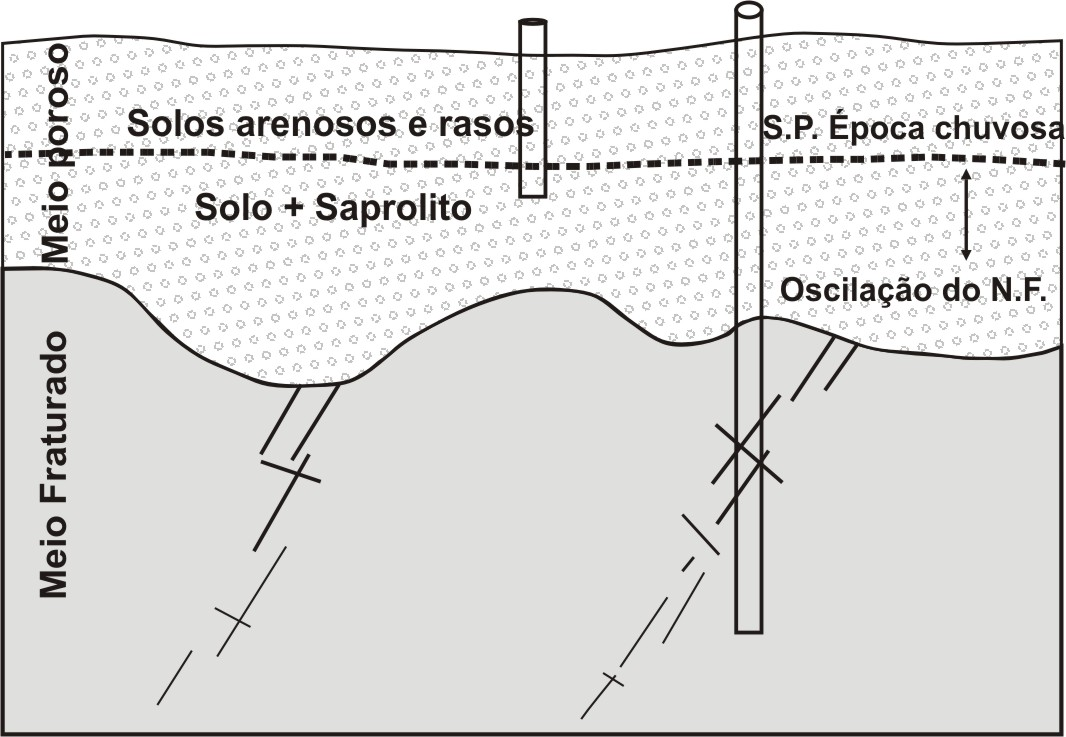 Meio poroso
Solos arenosos e rasos
S.P. Época chuvosa
Solo + Saprolito
Oscilação do N.F.
Meio Fraturado